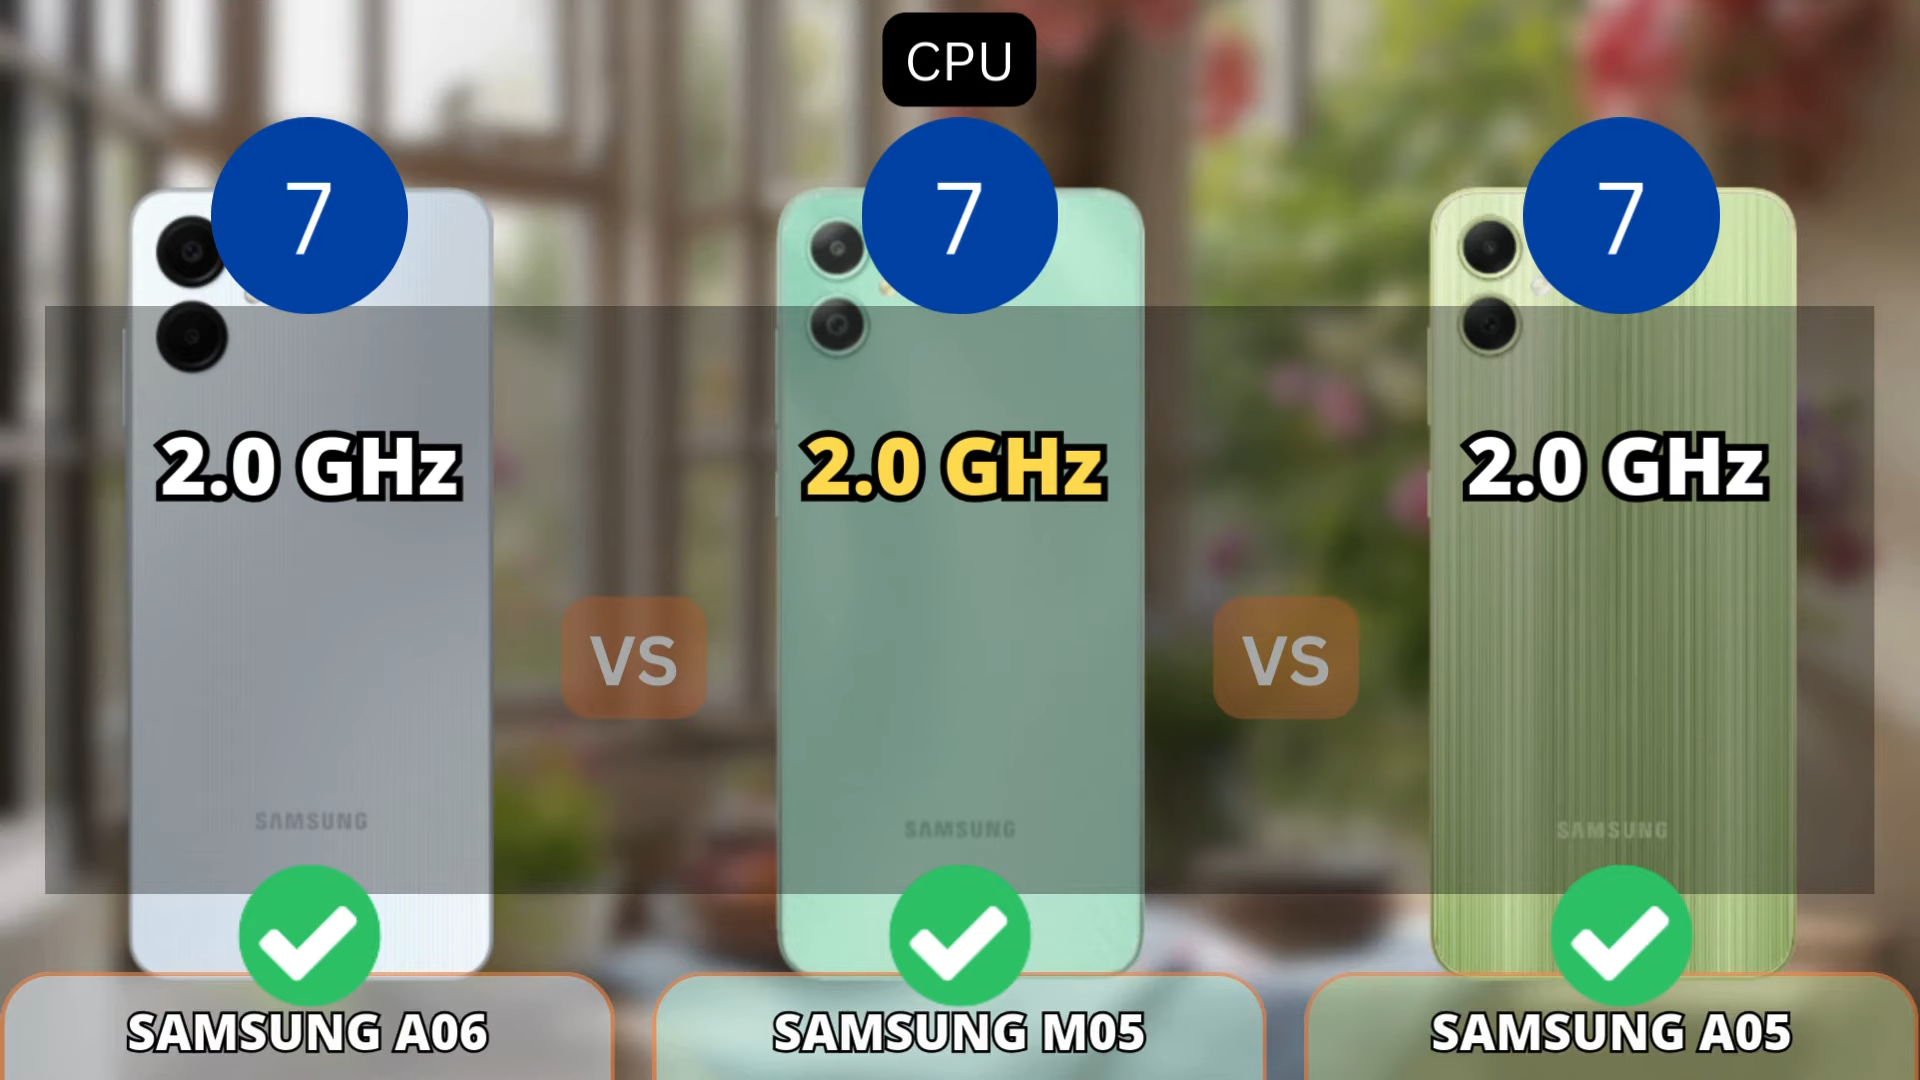 CPU
7
7
7
2.0 GHz
2.0 GHz
2.0 GHz
VS
VS
SAMSUNG
SAMSUNG
SAMSUNG
SAMSUNG A06
SAMSUNG M05
SAMSUNG A05